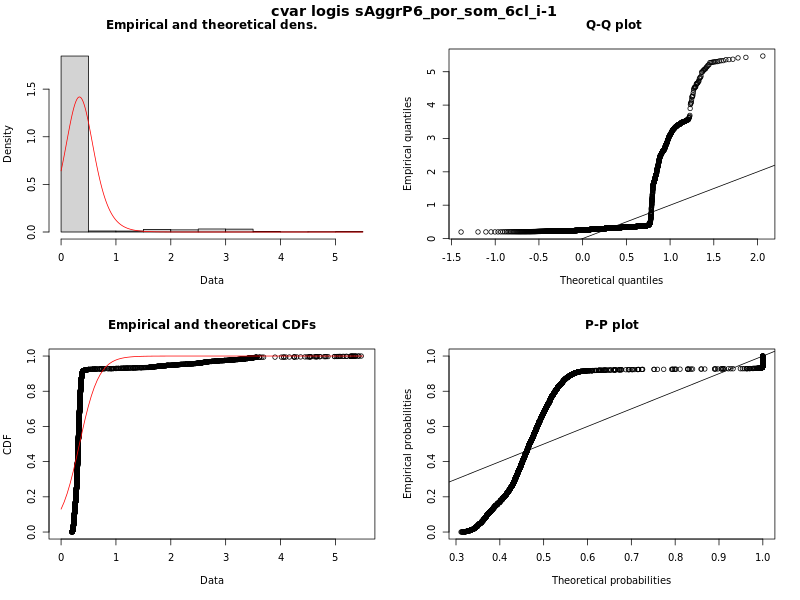 cvar logis sAggrP6_por_som_6cl_i-1
Empirical and theoretical dens.
Density
0.0 0.5 1.0 1.5
0 1 2 3 4 5
Data
Q-Q plot
Empirical quantiles
0 1 2 3 4 5
-1.5 -1.0 -0.5 0.0 0.5 1.0 1.5 2.0
Theoretical quantiles
Empirical and theoretical CDFs
CDF
0.0 0.2 0.4 0.6 0.8 1.0
0 1 2 3 4 5
Data
P-P plot
Empirical probabilities
0.0 0.2 0.4 0.6 0.8 1.0
0.3 0.4 0.5 0.6 0.7 0.8 0.9 1.0
Theoretical probabilities